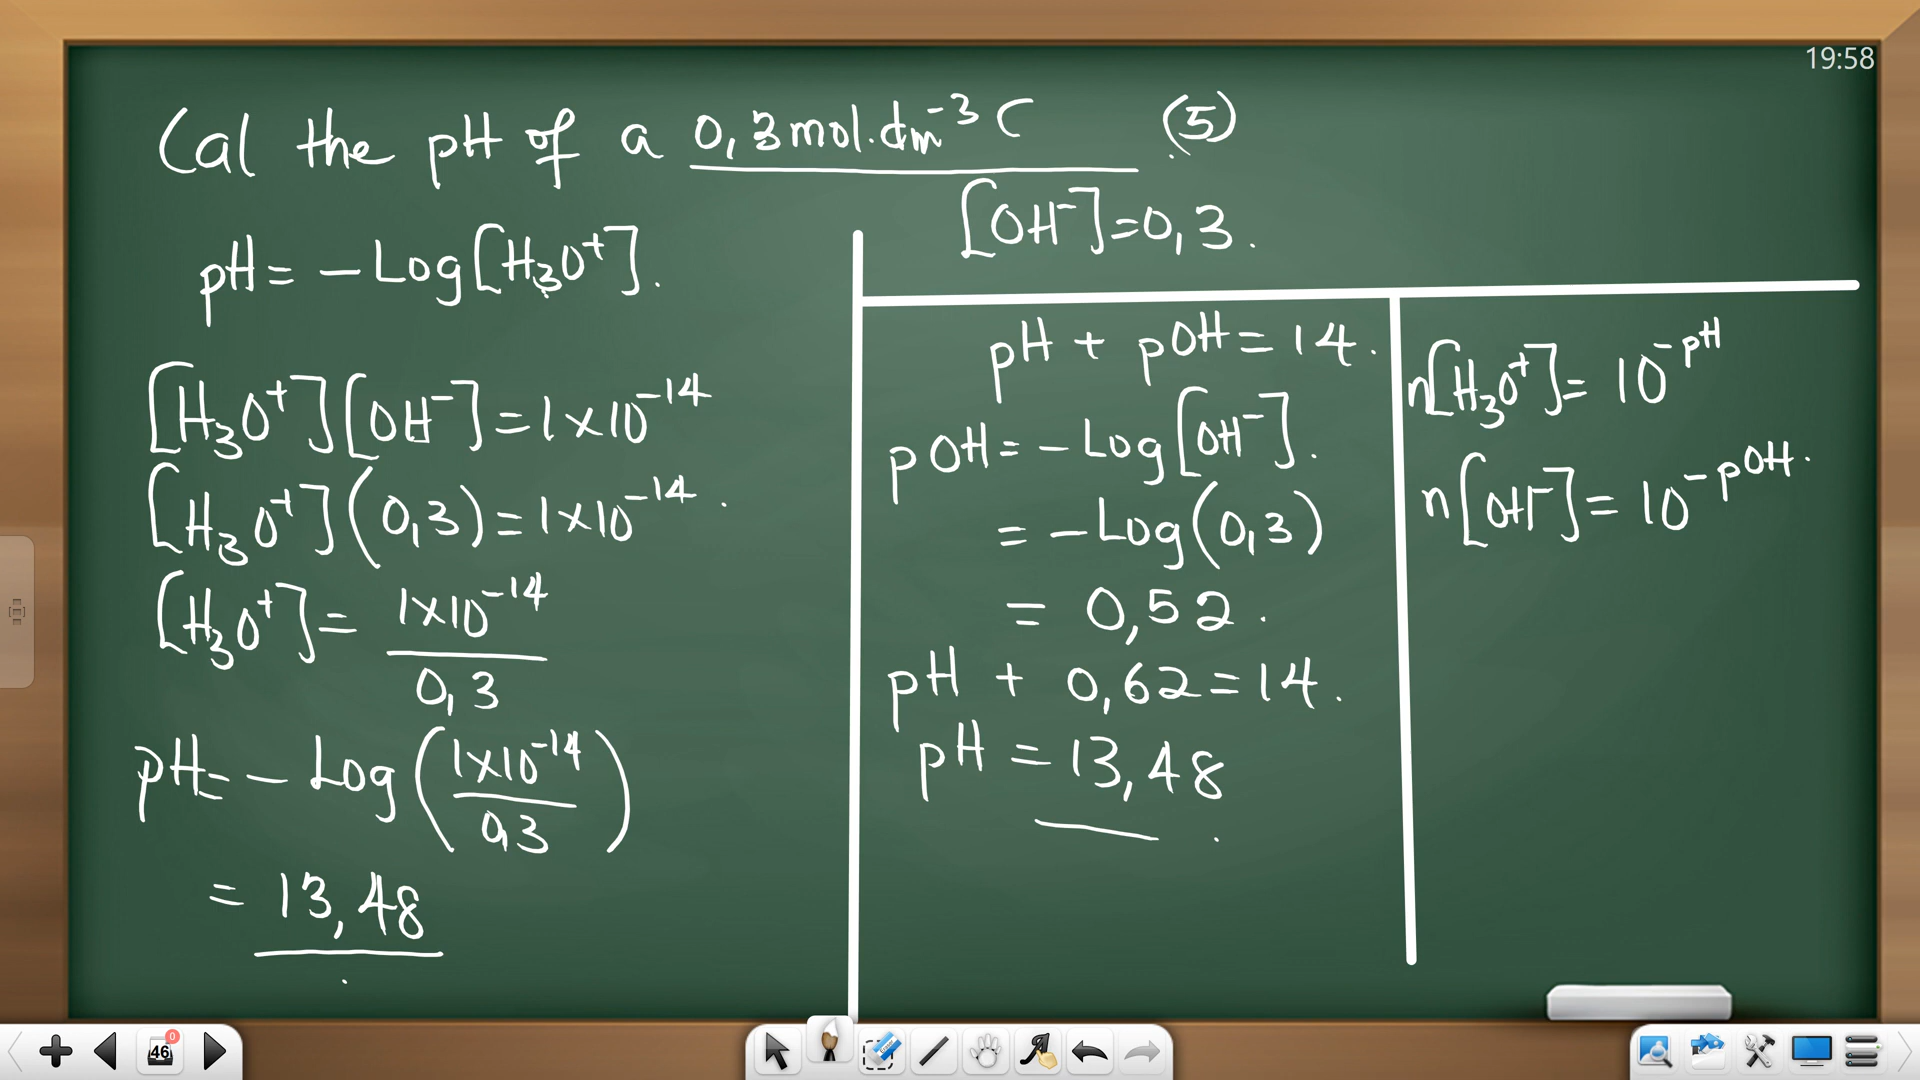 19:58
Cal the pH of a 0,3 mol.dm⁻³ C (5)
[OH⁻]=0,3.
pH = -Log[H₃O⁺].
[H₃O⁺][OH⁻]=1×10⁻¹⁴
[H₃O⁺](0,3)=1×10⁻¹⁴.
[H₃O⁺]= 1×10⁻¹⁴
0,3
pH= - Log(1×10⁻¹⁴
0,3)
= 13,48
pH + pOH = 14.
pOH = -Log[OH⁻].
= -Log(0,3)
= 0,52.
pH + 0,62 = 14.
pH = 13,48
n[H₃O⁺]= 10^-pH
n[OH⁻]= 10^-pOH.
46
0